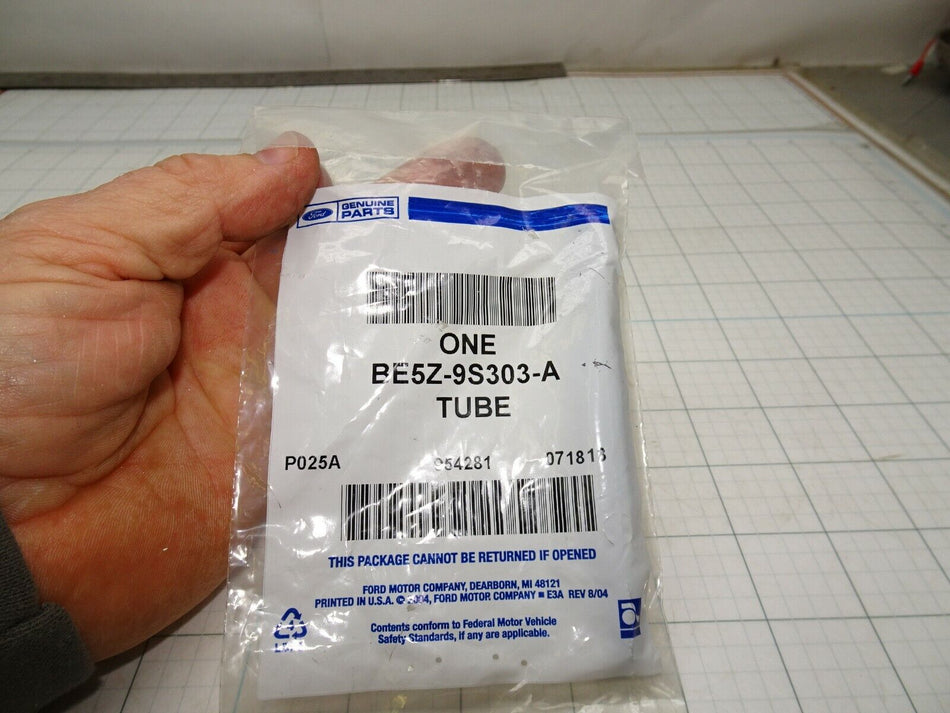 Ford GENUINE PARTS
ONE
BE5Z-9S303-A
TUBE
P025A 954281 071818
THIS PACKAGE CANNOT BE RETURNED IF OPENED
FORD MOTOR COMPANY, DEARBORN, MI 48121
PRINTED IN U.S.A. © 2004, FORD MOTOR COMPANY ■ E3A REV 8/04
Contents conform to Federal Motor Vehicle
Safety Standards, if any are applicable.